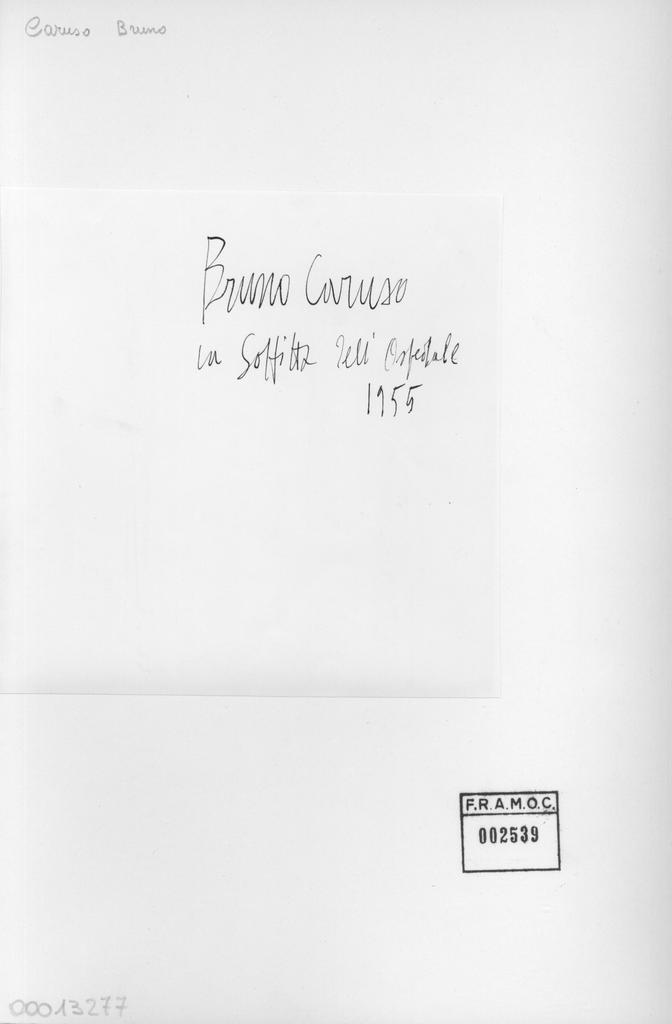 Caruso Bruno
Bruno Caruso
in Soffitta dell' Ospedale
1955
F.R.A.M.O.C.
002539
00013277